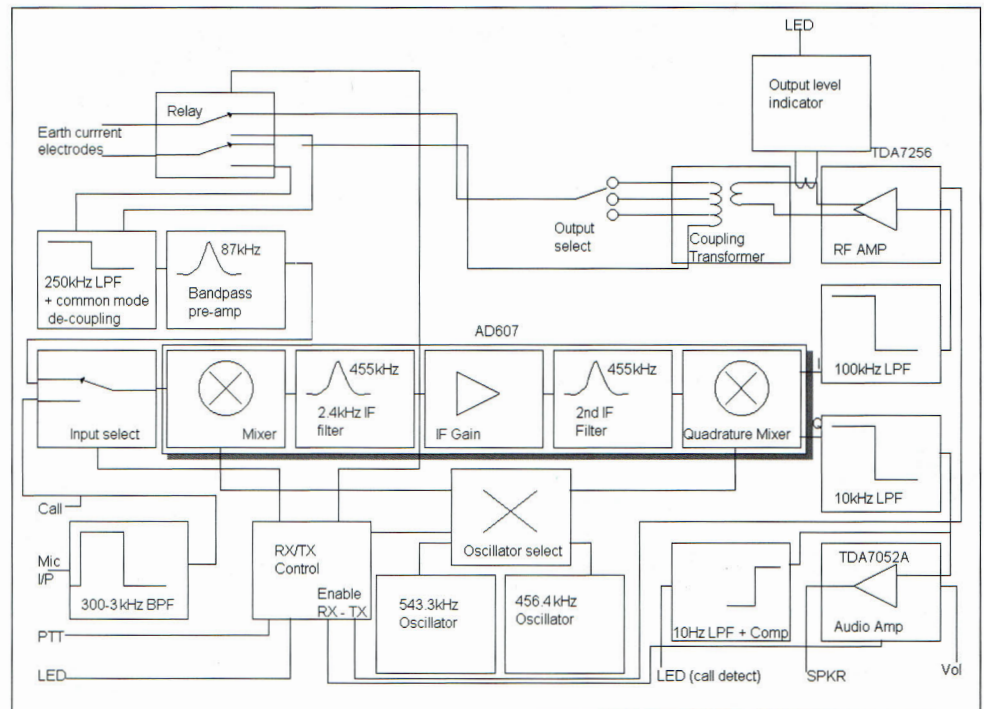 LED
Output level
indicator
Relay
Earth currrent
electrodes
TDA7256
Output
select
Coupling
Transformer
RF AMP
87kHz
250kHz LPF
+ common mode
de-coupling
Bandpass
pre-amp
AD607
I
100kHz LPF
455kHz
455kHz
Input select
Mixer
2.4kHz IF
filter
IF Gain
2nd IF
Filter
Quadrature Mixer
Q
10kHz LPF
Call
Mic
I/P
300-3kHz BPF
RX/TX
Control
Enable
RX - TX
Oscillator select
543.3kHz
Oscillator
456.4kHz
Oscillator
TDA7052A
10Hz LPF + Comp
Audio Amp
PTT
LED
LED (call detect)
SPKR
Vol